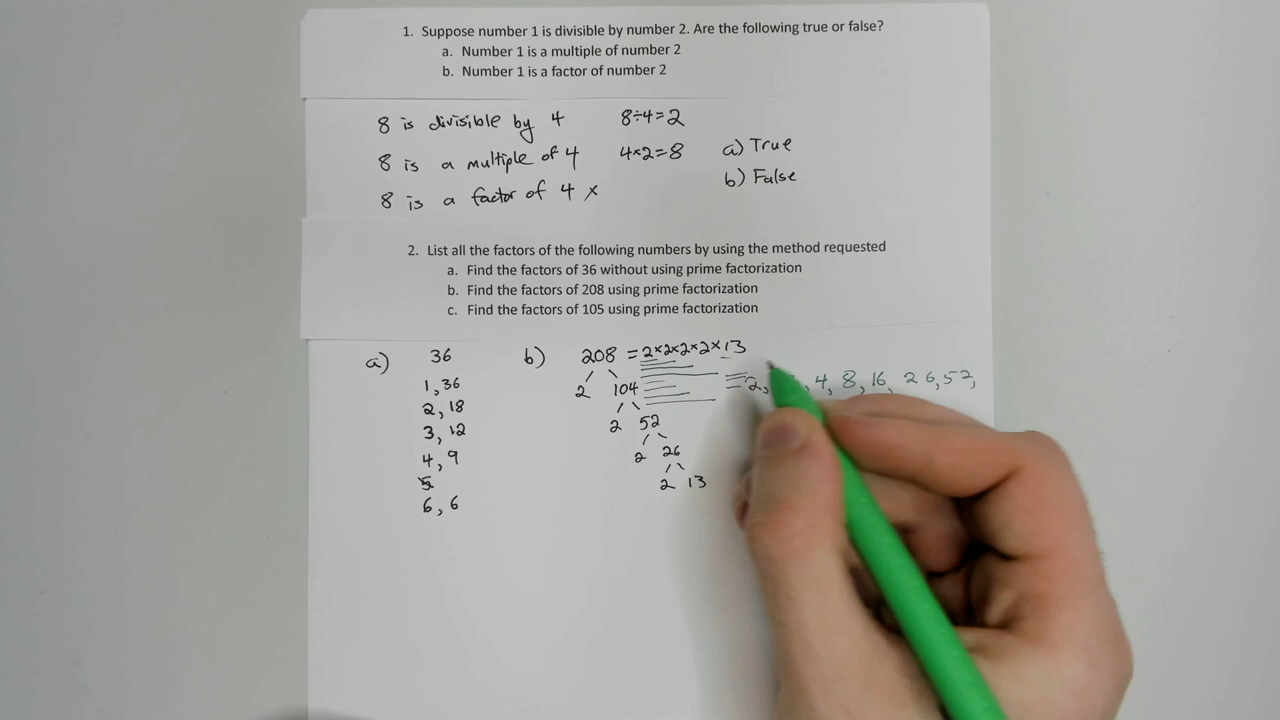 1. Suppose number 1 is divisible by number 2. Are the following true or false?
a. Number 1 is a multiple of number 2
b. Number 1 is a factor of number 2
8 is divisible by 4 8÷4=2
8 is a multiple of 4 4×2=8 a) True
8 is a factor of 4 × b) False
2. List all the factors of the following numbers by using the method requested
a. Find the factors of 36 without using prime factorization
b. Find the factors of 208 using prime factorization
c. Find the factors of 105 using prime factorization
a) 36 b) 208 = 2×2×2×2×13
1, 36 2 104 2, , 4, 8, 16, 26, 52,
2, 18 2 52
3, 12 2 26
4, 9 2 13
5
6, 6